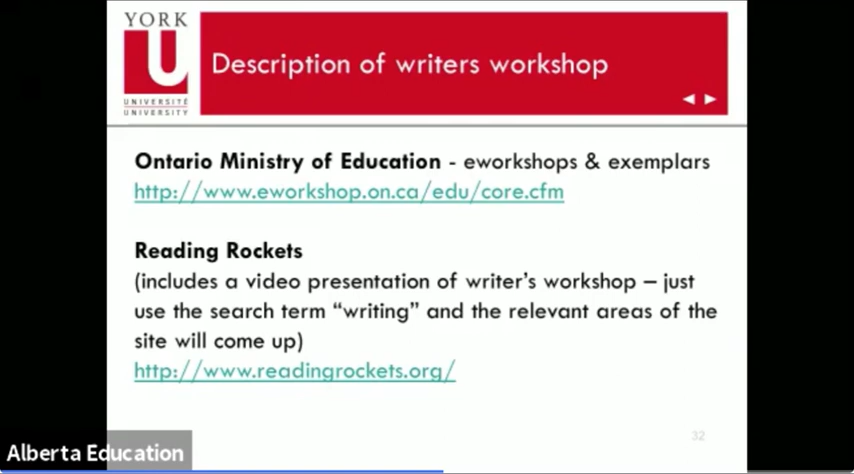 YORK
U
UNIVERSITÉ
UNIVERSITY
Description of writers workshop
Ontario Ministry of Education - eworkshops & exemplars
http://www.eworkshop.on.ca/edu/core.cfm
Reading Rockets
(includes a video presentation of writer's workshop – just
use the search term “writing” and the relevant areas of the
site will come up)
http://www.readingrockets.org/
32
Alberta Education